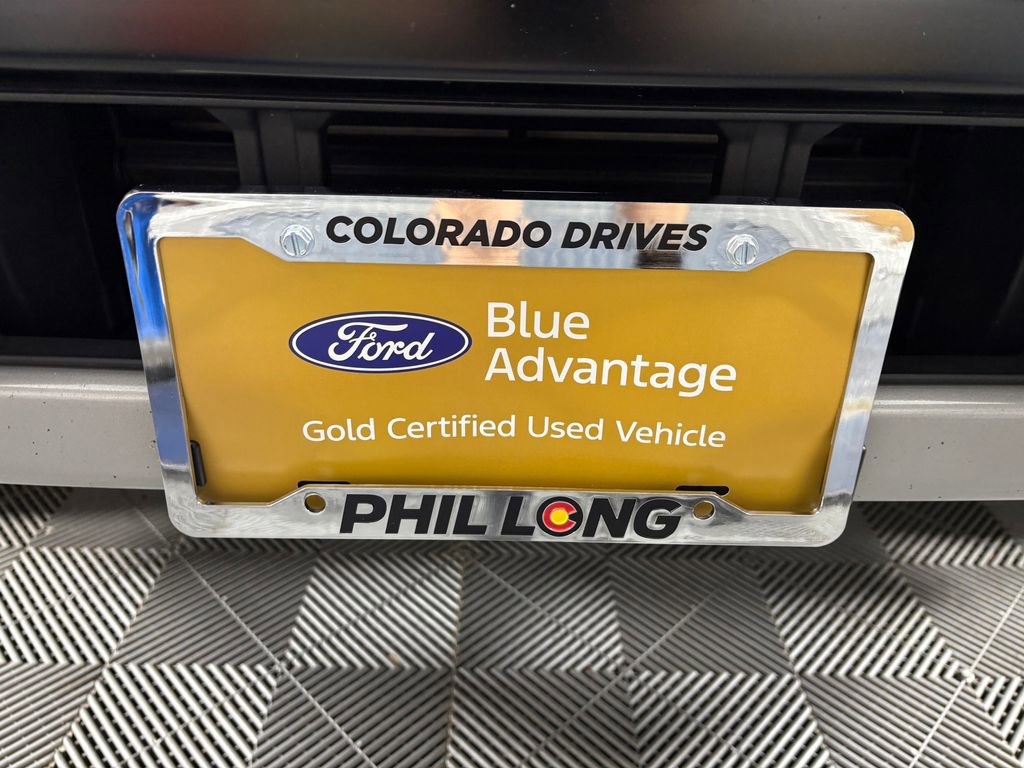 COLORADO DRIVES
Ford
Blue
Advantage
Gold Certified Used Vehicle
PHIL LONG